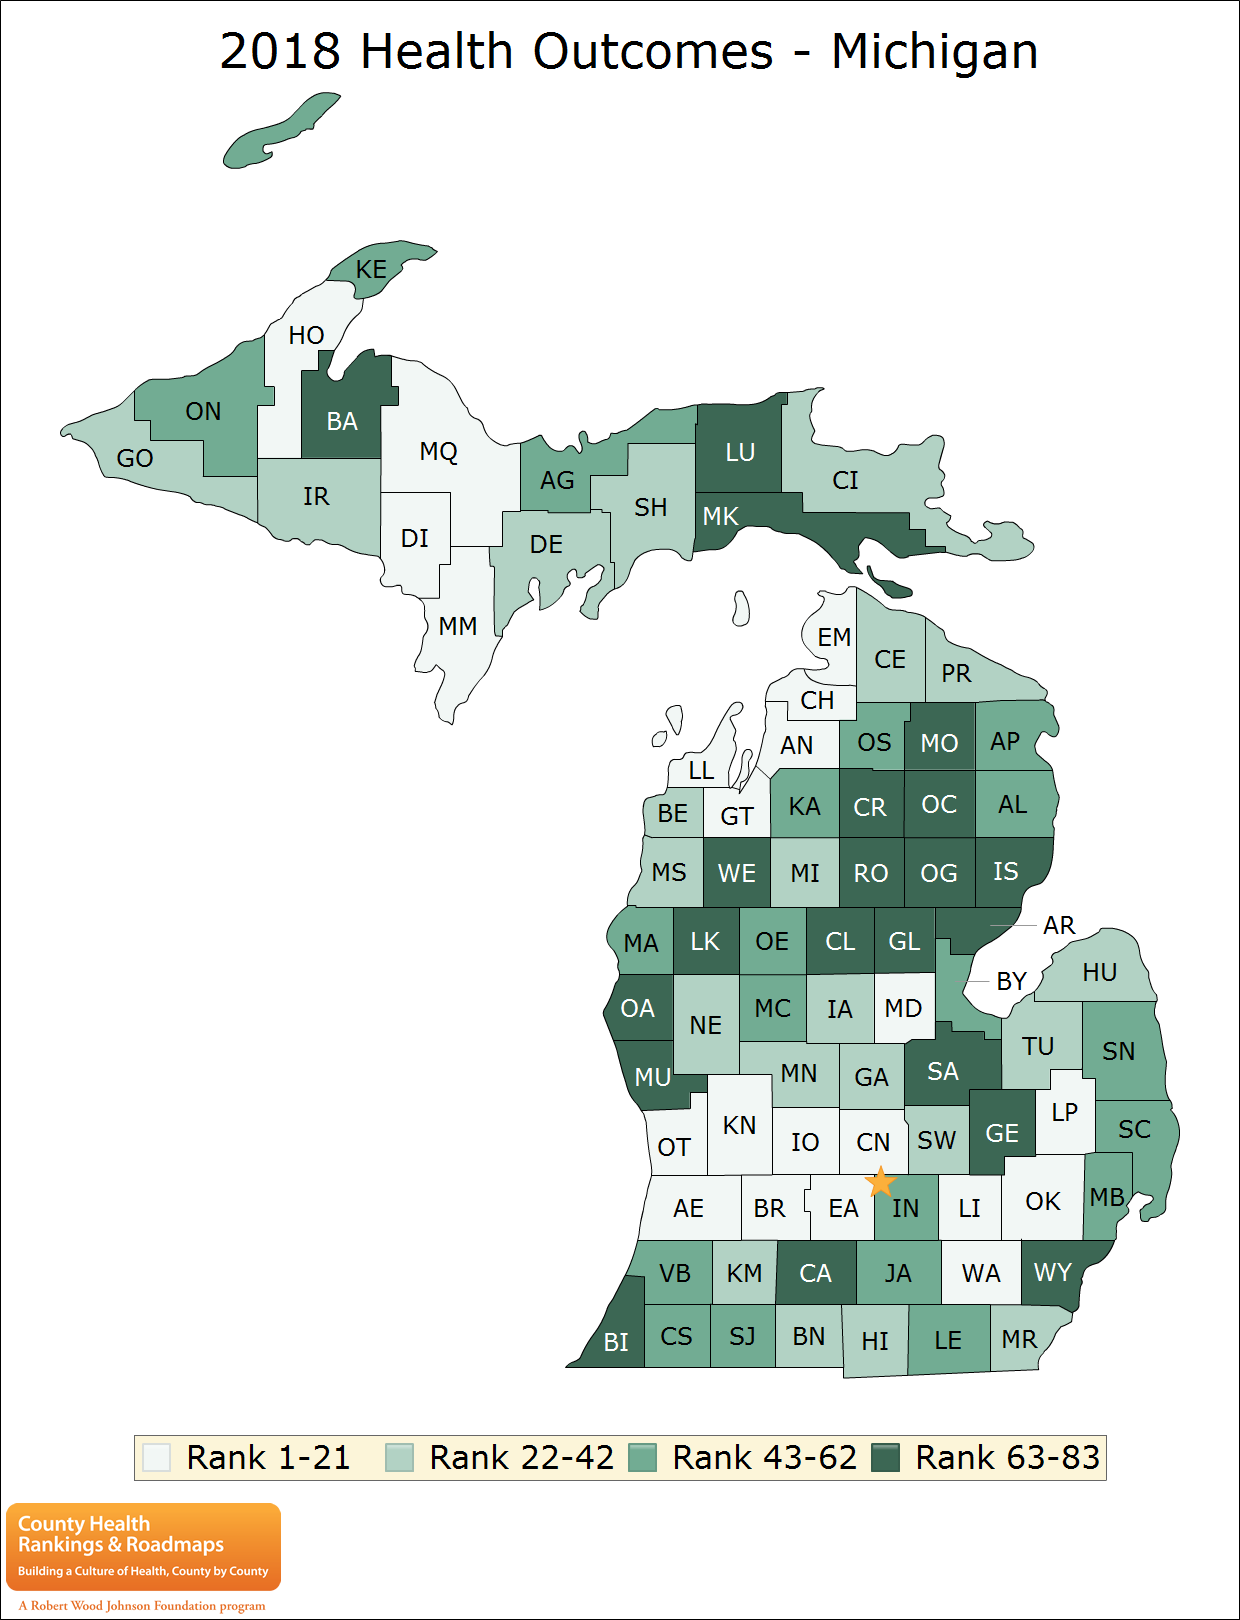 2018 Health Outcomes - Michigan
KE
HO
ON
BA
GO
MQ
LU
IR
AG
CI
SH
MK
DI
DE
MM
EM
CE
PR
CH
AN
OS
MO
AP
LL
BE
GT
KA
CR
OC
AL
MS
WE
MI
RO
OG
IS
MA
LK
OE
CL
GL
AR
BY
HU
OA
NE
MC
IA
MD
MU
MN
GA
SA
TU
SN
OT
KN
IO
CN
SW
GE
LP
SC
AE
BR
EA
IN
LI
OK
MB
VB
KM
CA
JA
WA
WY
BI
CS
SJ
BN
HI
LE
MR
Rank 1-21 Rank 22-42 Rank 43-62 Rank 63-83
County Health
Rankings & Roadmaps
Building a Culture of Health, County by County
A Robert Wood Johnson Foundation program